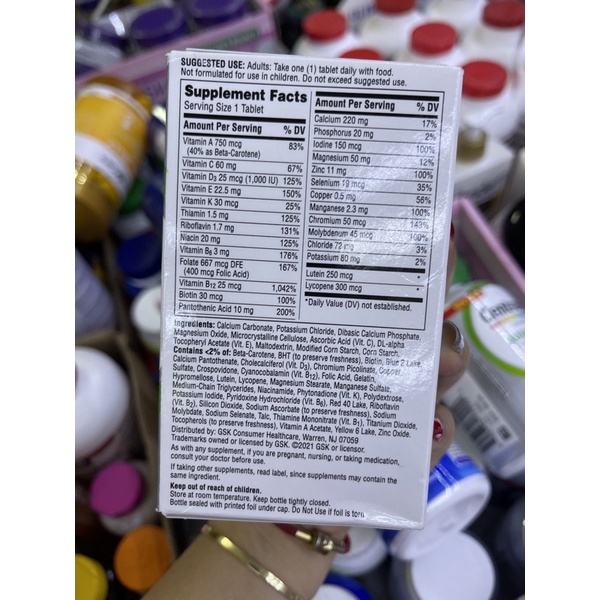 SUGGESTED USE: Adults: Take one (1) tablet daily with food.
Not formulated for use in children. Do not exceed suggested use.
Supplement Facts
Serving Size 1 Tablet
Amount Per Serving % DV
Vitamin A 750 mcg 83%
(40% as Beta-Carotene)
Vitamin C 60 mg 67%
Vitamin D3 25 mcg (1,000 IU) 125%
Vitamin E 22.5 mg 150%
Vitamin K 30 mcg 25%
Thiamin 1.5 mg 125%
Riboflavin 1.7 mg 131%
Niacin 20 mg 125%
Vitamin B6 3 mg 176%
Folate 667 mcg DFE 167%
(400 mcg Folic Acid)
Vitamin B12 25 mcg 1,042%
Biotin 30 mcg 100%
Pantothenic Acid 10 mg 200%
Amount Per Serving % DV
Calcium 220 mg 17%
Phosphorus 20 mg 2%
Iodine 150 mcg 100%
Magnesium 50 mg 12%
Zinc 11 mg 100%
Selenium 19 mcg 35%
Copper 0.5 mg 56%
Manganese 2.3 mg 100%
Chromium 50 mcg 143%
Molybdenum 45 mcg 100%
Chloride 72 mg 3%
Potassium 80 mg 2%
Lutein 250 mcg *
Lycopene 300 mcg *
*Daily Value (DV) not established.
Ingredients: Calcium Carbonate, Potassium Chloride, Dibasic Calcium Phosphate,
Magnesium Oxide, Microcrystalline Cellulose, Ascorbic Acid (Vit. C), DL-alpha
Tocopheryl Acetate (Vit. E), Maltodextrin, Modified Corn Starch, Corn Starch.
Contains <2% of: Beta-Carotene, BHT (to preserve freshness), Biotin, Blue 2 Lake,
Calcium Pantothenate, Cholecalciferol (Vit. D3), Chromium Picolinate, Copper
Sulfate, Crospovidone, Cyanocobalamin (Vit. B12), Folic Acid, Gelatin,
Hypromellose, Lutein, Lycopene, Magnesium Stearate, Manganese Sulfate,
Medium-Chain Triglycerides, Niacinamide, Phytonadione (Vit. K), Polydextrose,
Potassium Iodide, Pyridoxine Hydrochloride (Vit. B6), Red 40 Lake, Riboflavin
(Vit. B2), Silicon Dioxide, Sodium Ascorbate (to preserve freshness), Sodium
Molybdate, Sodium Selenate, Talc, Thiamine Mononitrate (Vit. B1), Titanium Dioxide,
Tocopherols (to preserve freshness), Vitamin A Acetate, Yellow 6 Lake, Zinc Oxide.
Distributed by: GSK Consumer Healthcare, Warren, NJ 07059
Trademarks owned or licensed by GSK. ©2021 GSK or licensor.
As with any supplement, if you are pregnant, nursing, or taking medication,
consult your doctor before use.
If taking other supplements, read label, since supplements may contain the
same ingredient.
Keep out of reach of children.
Store at room temperature. Keep bottle tightly closed.
Bottle sealed with printed foil under cap. Do Not Use if foil is torn.